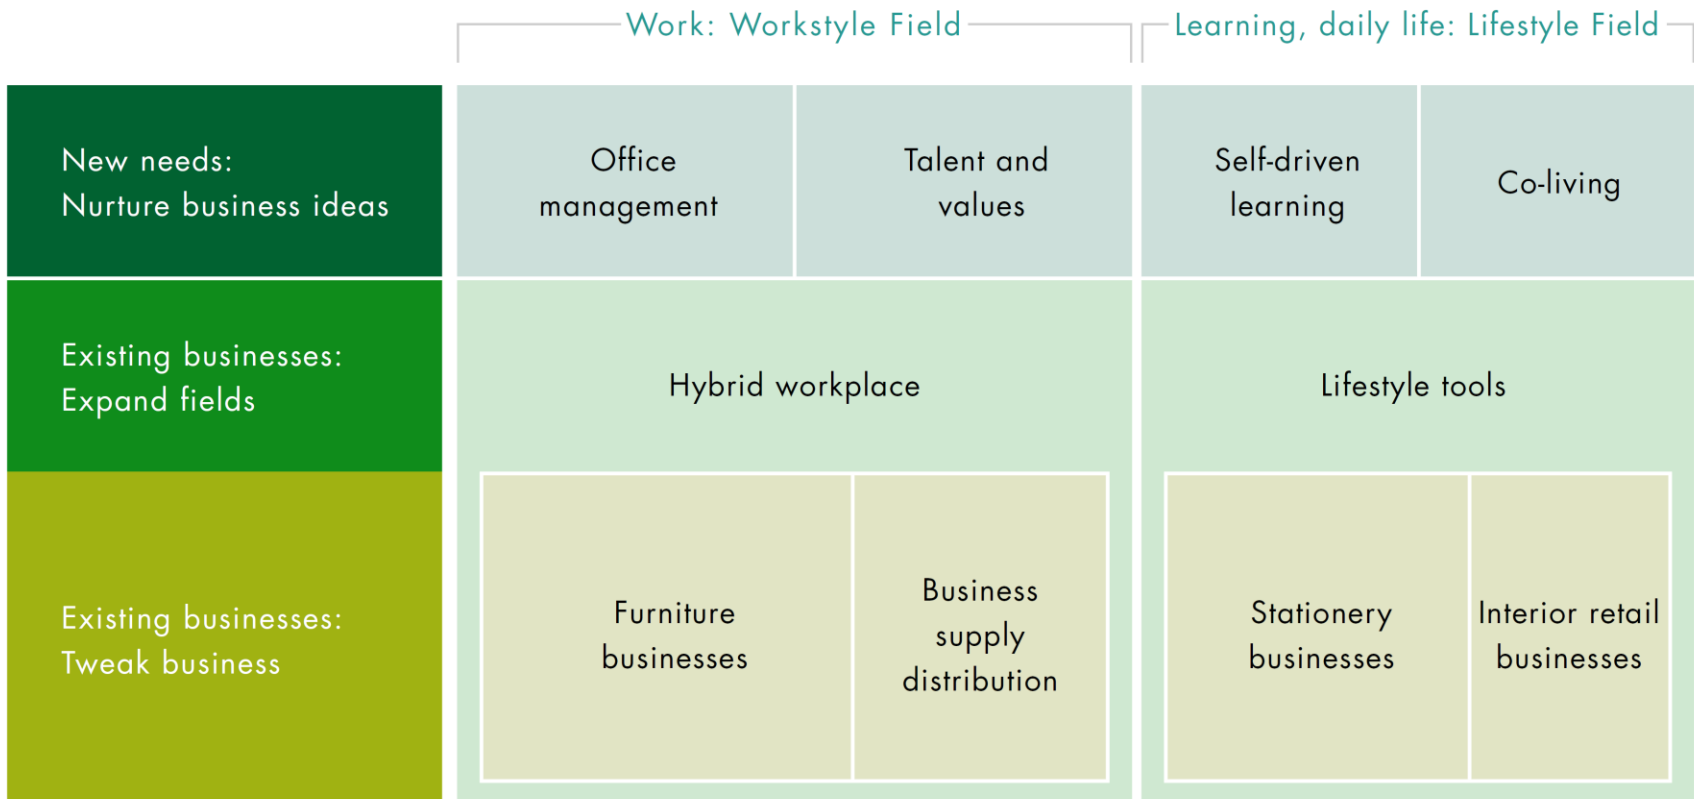 Work: Workstyle Field
Learning, daily life: Lifestyle Field
New needs:
Nurture business ideas
Office
management
Talent and
values
Self-driven
learning
Co-living
Existing businesses:
Expand fields
Hybrid workplace
Lifestyle tools
Existing businesses:
Tweak business
Furniture
businesses
Business
supply
distribution
Stationery
businesses
Interior retail
businesses